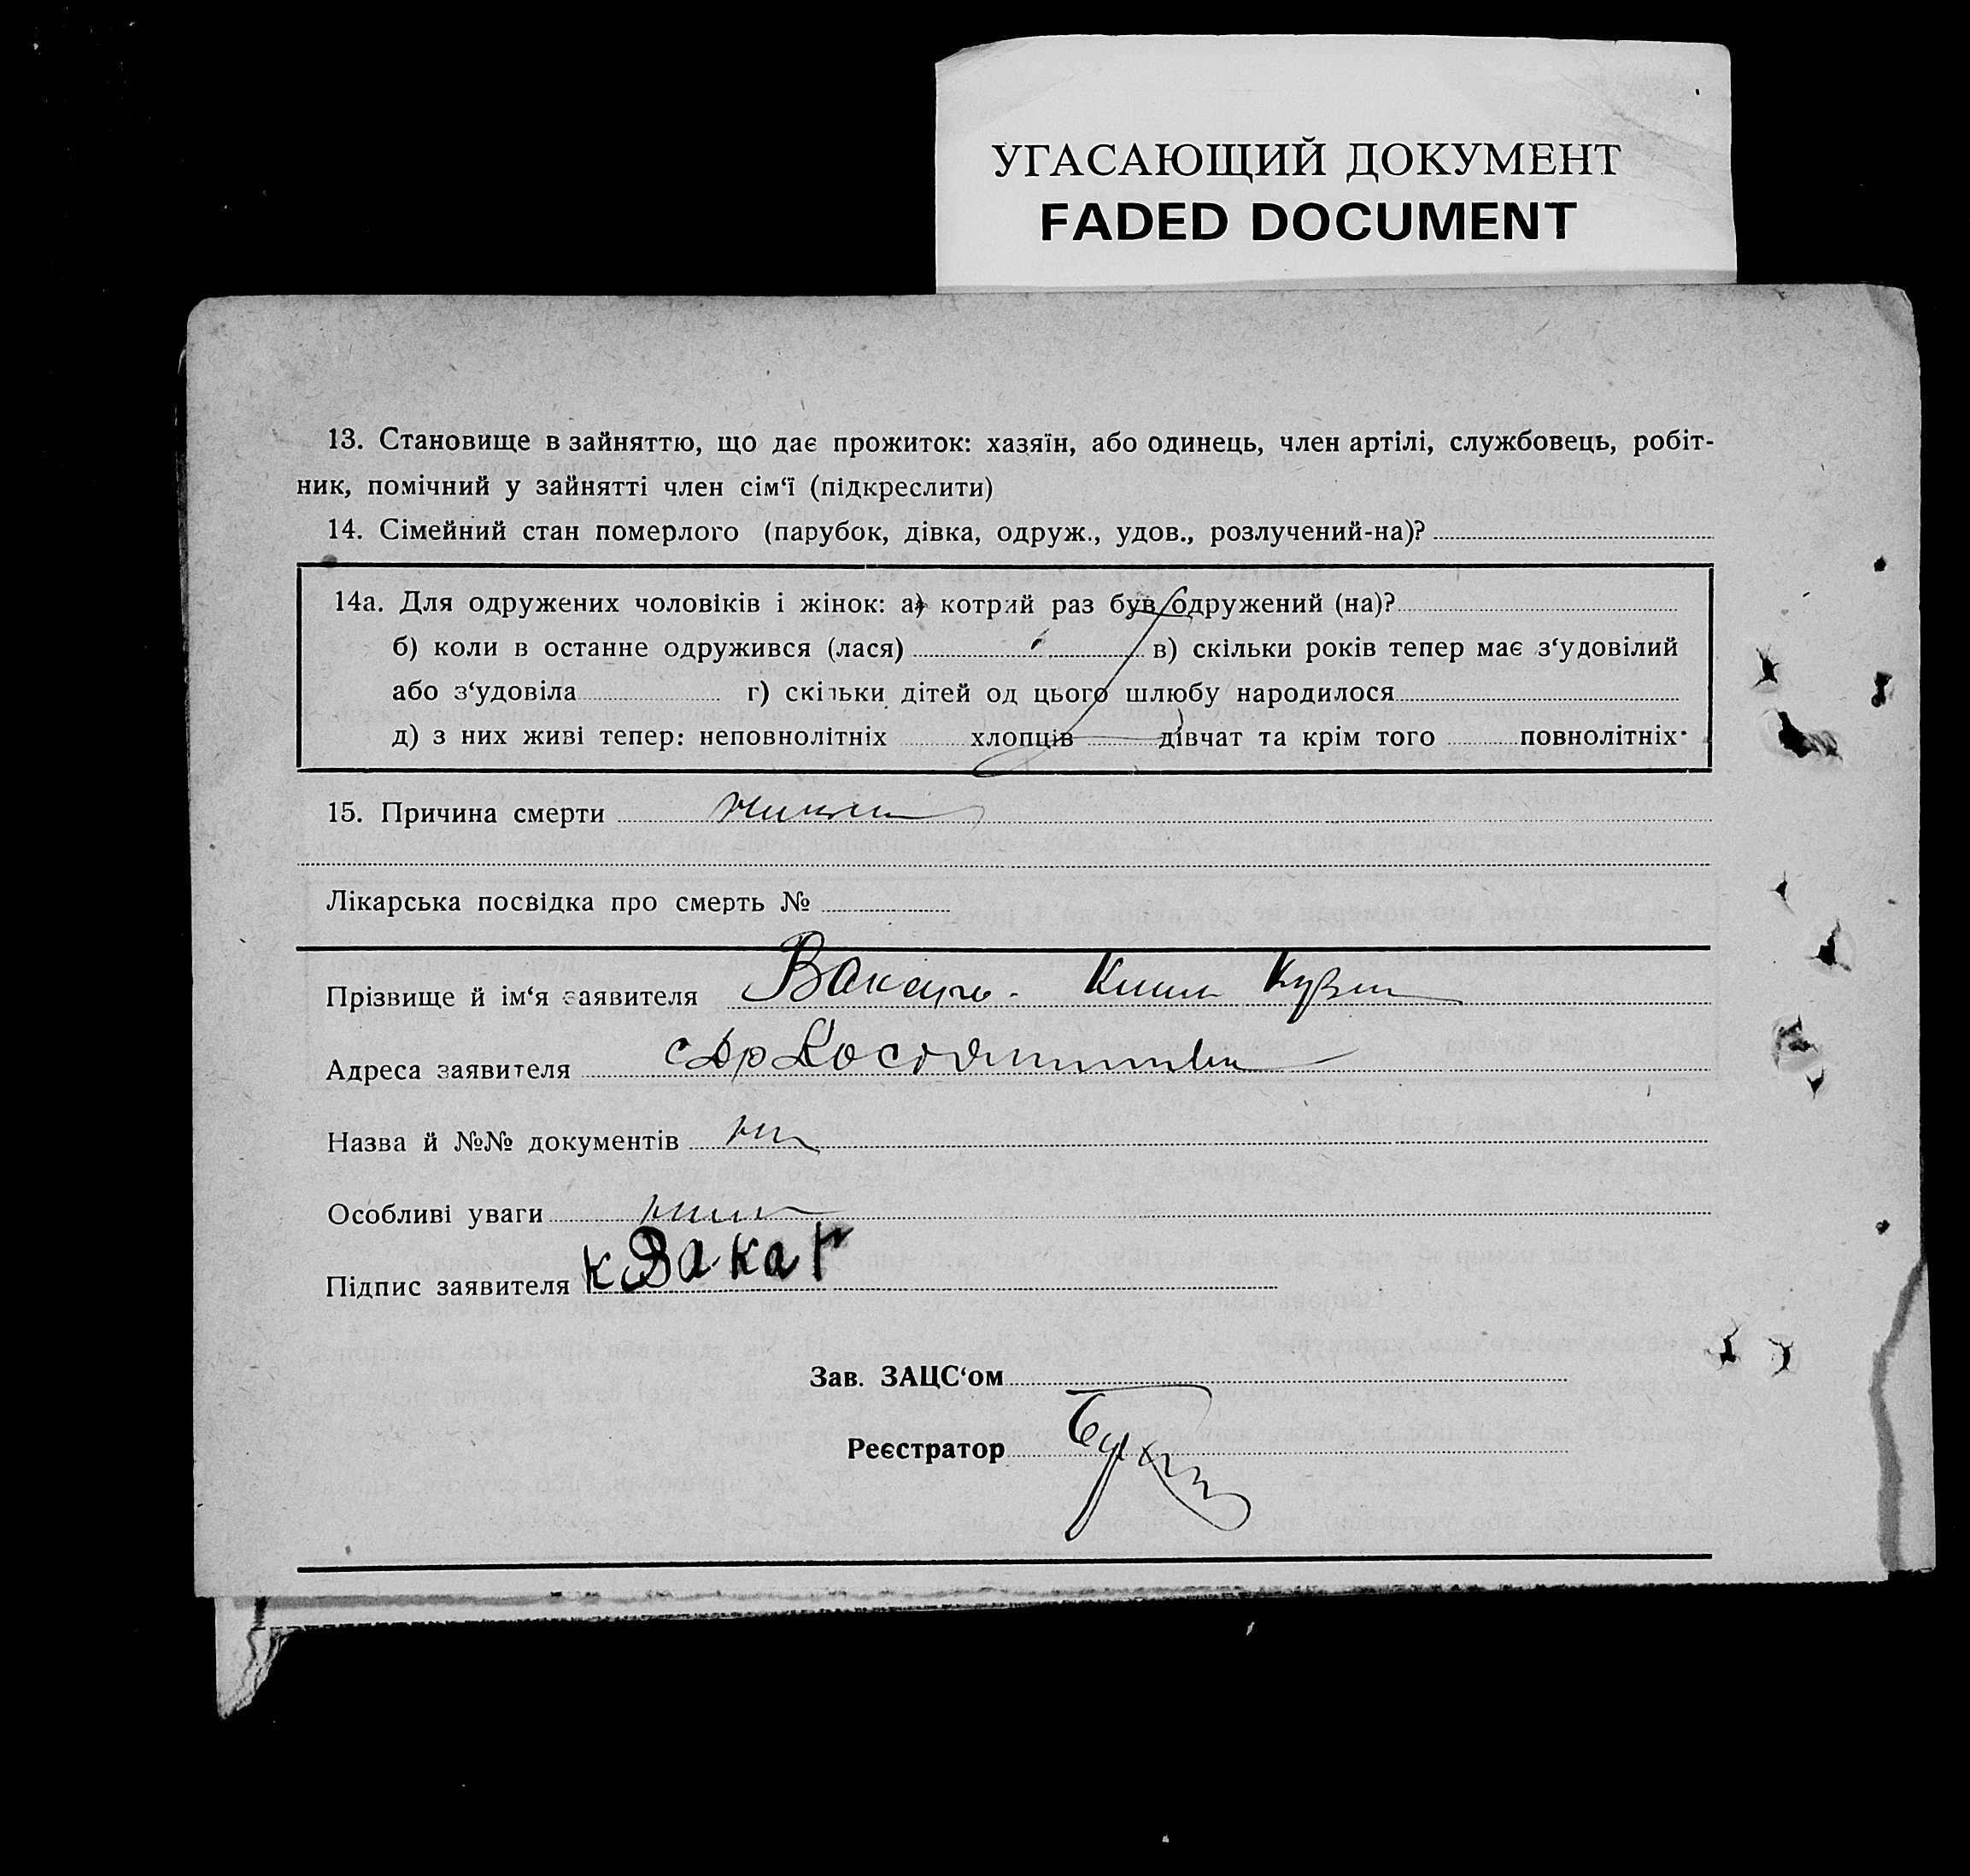 УГАСАЮЩИЙ ДОКУМЕНТ
FADED DOCUMENT
13. Становище в зайняттю, що дає прожиток: хазяїн, або одинець, член артілі, службовець, робіт-
ник, помічний у зайнятті член сім‘ї (підкреслити)
14. Сімейний стан померлого (парубок, дівка, одруж., удов., розлучений-на)?
14а. Для одружених чоловіків і жінок: а) котрий раз був одружений (на)?
б) коли в останне одружився (лася) в) скільки років тепер має з‘удовілий
або з‘удовіла г) скільки дітей од цього шлюбу народилося
д) з них живі тепер: неповнолітніх хлопців дівчат та крім того повнолітніх
15. Причина смерти
Лікарська посвідка про смерть №
Прізвище й ім‘я заявителя
Адреса заявителя
Назва й №№ документів
Особливі уваги
Підпис заявителя к Вакат
Зав. ЗАЦС‘ом
Реєстратор